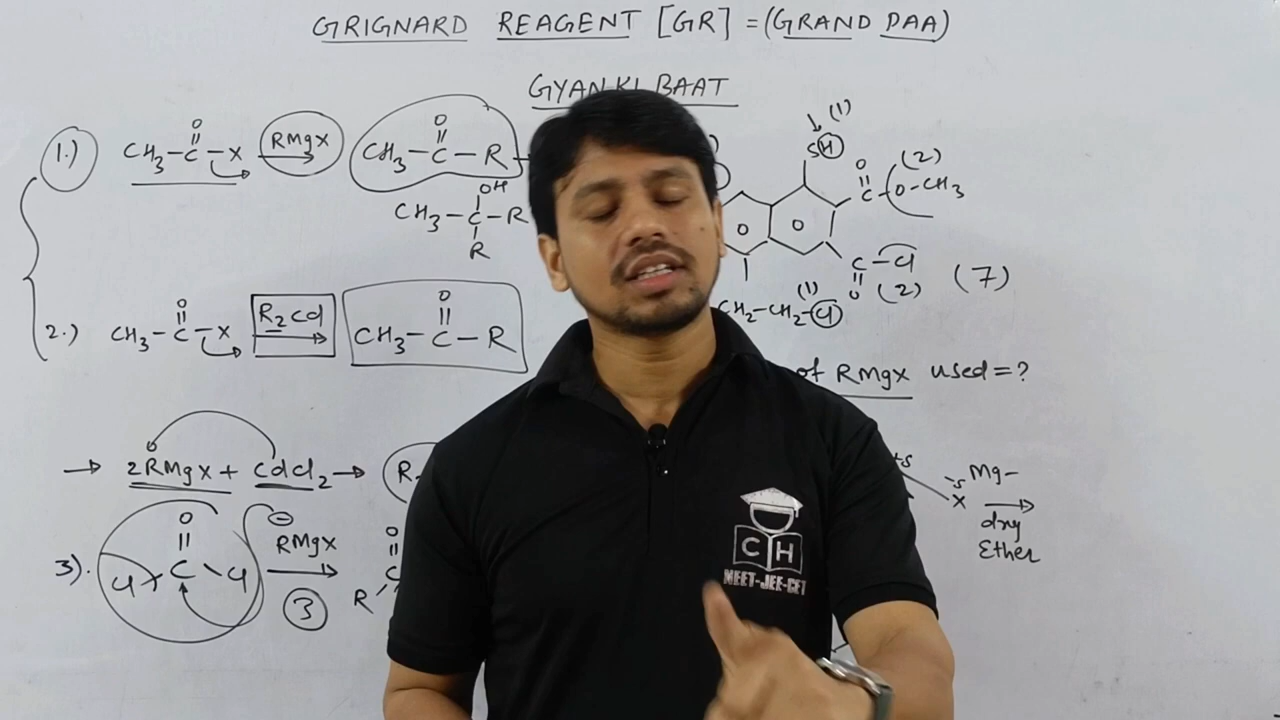 GRIGNARD REAGENT [GR] = (GRAND DAA)
GYAN KI BAAT
1.) CH₃-C-X RMgX CH₃-C-R
O
O
OH
CH₃-C-R
R
2.) CH₃-C-X R₂Cd CH₃-C-R
O
O
→ 2RMgX + CdCl₂ → R-
3). Cl C Cl RMgX
O
⊖
3
O
C
R
(1)
SH
O (2)
C-O-CH₃
C-Cl
O (2)
(7)
(1)
CH₂-CH₂-Cl
of RMgX used = ?
X Mg-
dry
Ether
CH
NEET-JEE-CET